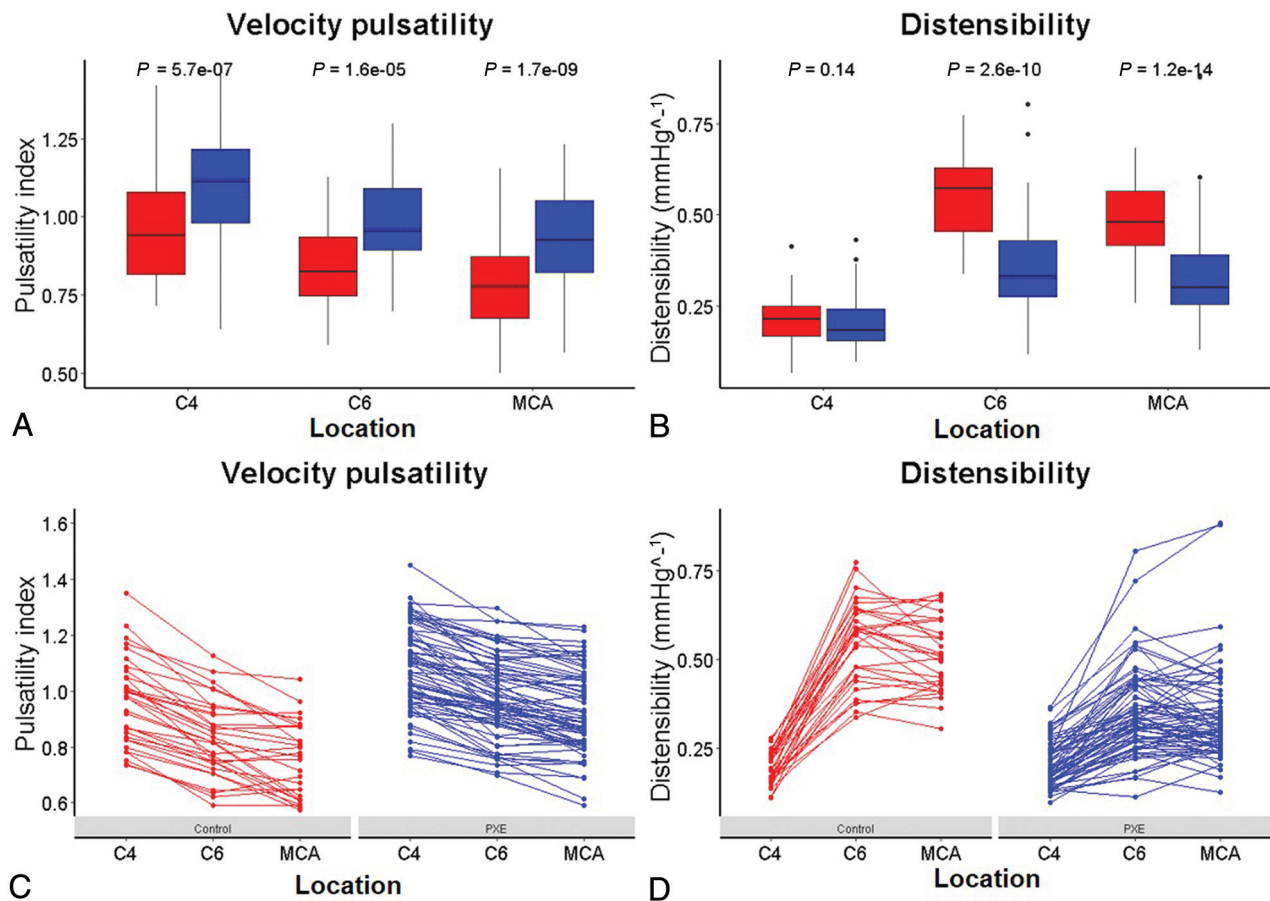 Velocity pulsatility
P = 5.7e-07 P = 1.6e-05 P = 1.7e-09
Pulsatility index
1.25
1.00
0.75
0.50
C4 C6 MCA
Location
A
Distensibility
P = 0.14 P = 2.6e-10 P = 1.2e-14
Distensibility (mmHg^-1)
0.75
0.50
0.25
C4 C6 MCA
Location
B
Velocity pulsatility
Pulsatility index
1.6
1.4
1.2
1.0
0.8
0.6
Control PXE
C4 C6 MCA C4 C6 MCA
Location
C
Distensibility
Distensibility (mmHg^-1)
0.75
0.50
0.25
Control PXE
C4 C6 MCA C4 C6 MCA
Location
D